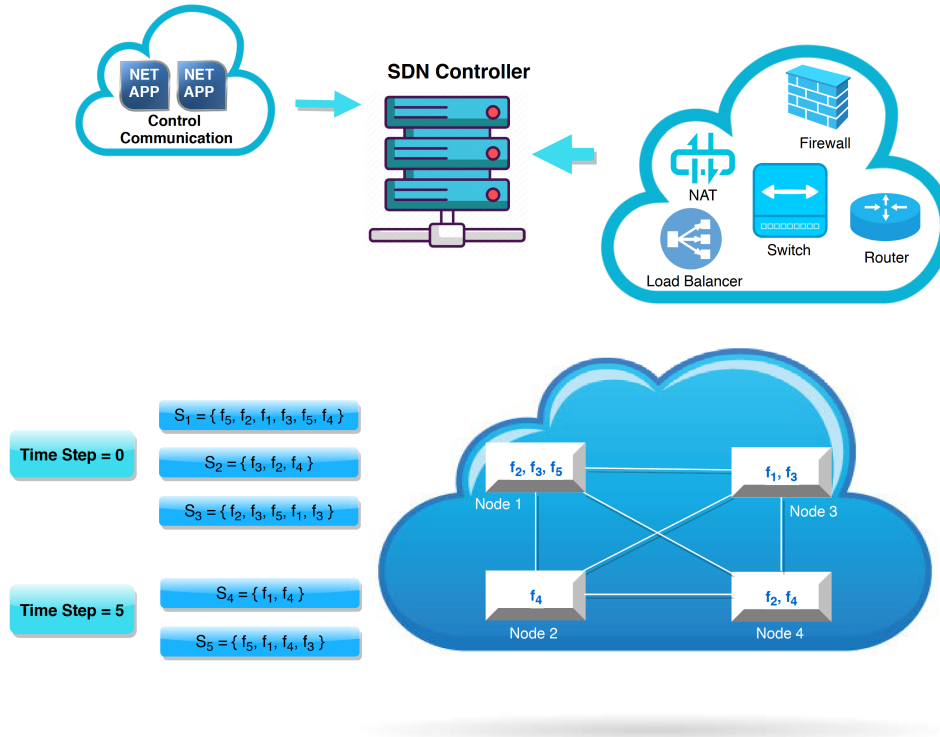 NET
APP
NET
APP
Control
Communication
SDN Controller
Firewall
NAT
Switch
Load Balancer
Router
Time Step = 0
S₁ = { f₅, f₂, f₁, f₃, f₅, f₄ }
S₂ = { f₃, f₂, f₄ }
S₃ = { f₂, f₃, f₅, f₁, f₃ }
Time Step = 5
S₄ = { f₁, f₄ }
S₅ = { f₅, f₁, f₄, f₃ }
f₂, f₃, f₅
Node 1
f₁, f₃
Node 3
f₄
Node 2
f₂, f₄
Node 4